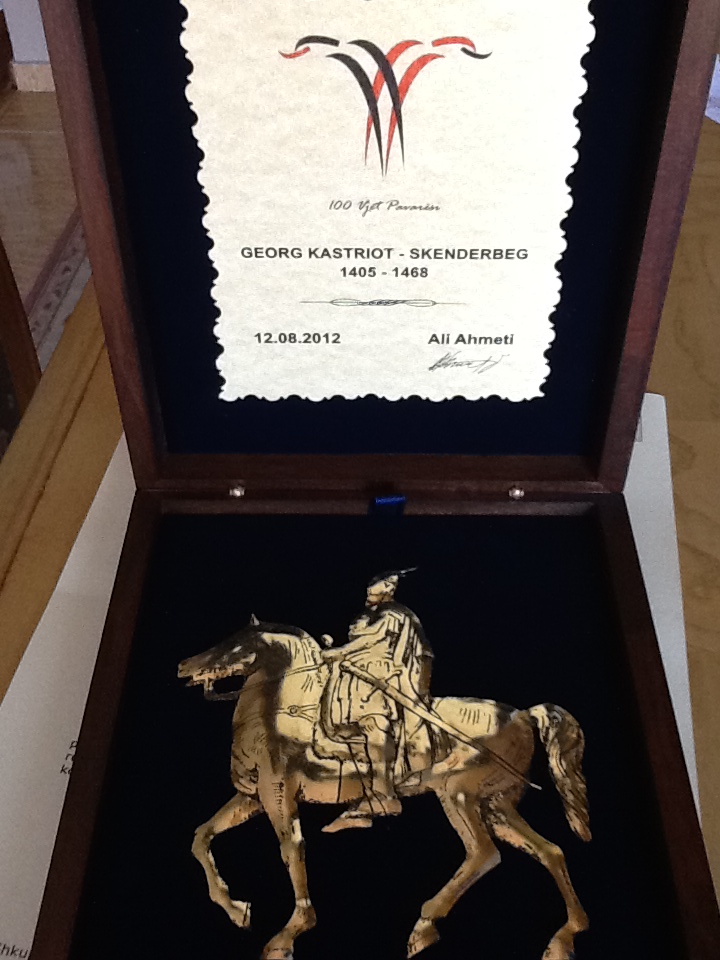 100 Vjet Pavarësi
GEORG KASTRIOT - SKENDERBEG
1405 - 1468
12.08.2012 Ali Ahmeti